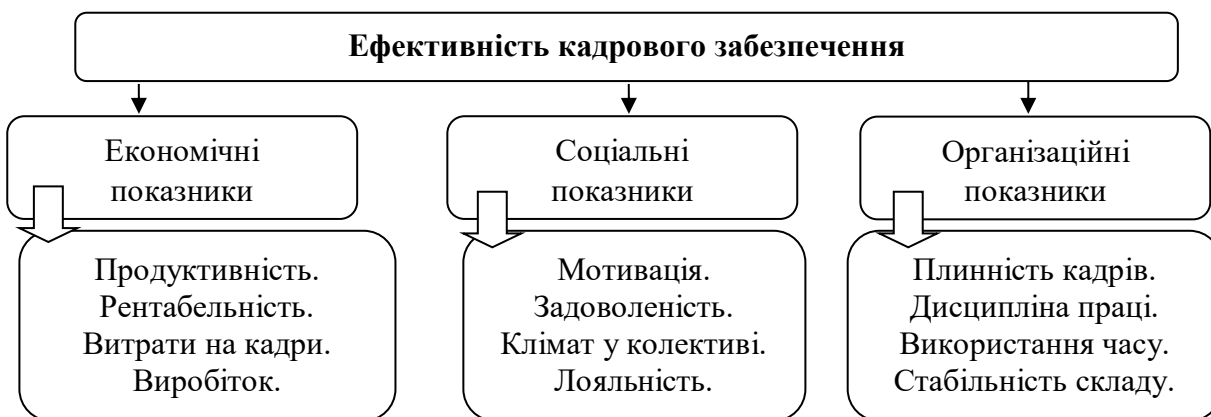 Ефективність кадрового забезпечення
Економічні
показники
Соціальні
показники
Організаційні
показники
Продуктивність.
Рентабельність.
Витрати на кадри.
Виробіток.
Мотивація.
Задоволеність.
Клімат у колективі.
Лояльність.
Плинність кадрів.
Дисципліна праці.
Використання часу.
Стабільність складу.